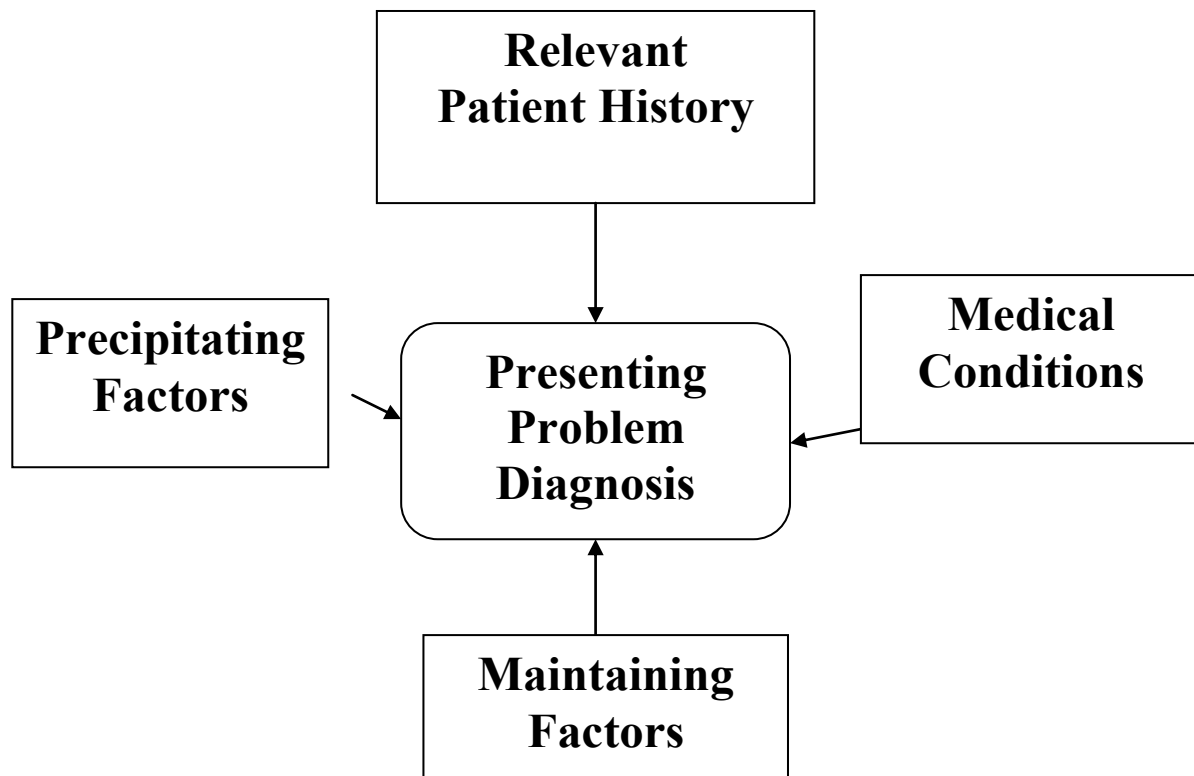 Relevant
Patient History
Precipitating
Factors
Presenting
Problem
Diagnosis
Medical
Conditions
Maintaining
Factors